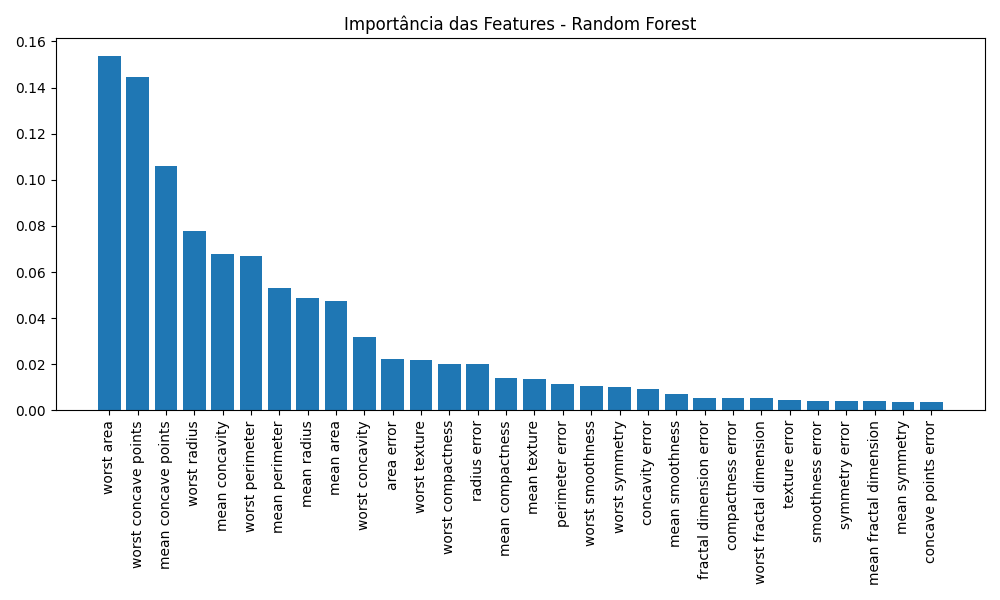 Importância das Features - Random Forest
0.16
0.14
0.12
0.10
0.08
0.06
0.04
0.02
0.00
worst area
worst concave points
mean concave points
worst radius
mean concavity
worst perimeter
mean perimeter
mean radius
mean area
worst concavity
area error
worst texture
worst compactness
radius error
mean compactness
mean texture
perimeter error
worst smoothness
worst symmetry
concavity error
mean smoothness
fractal dimension error
compactness error
worst fractal dimension
texture error
smoothness error
symmetry error
mean fractal dimension
mean symmetry
concave points error